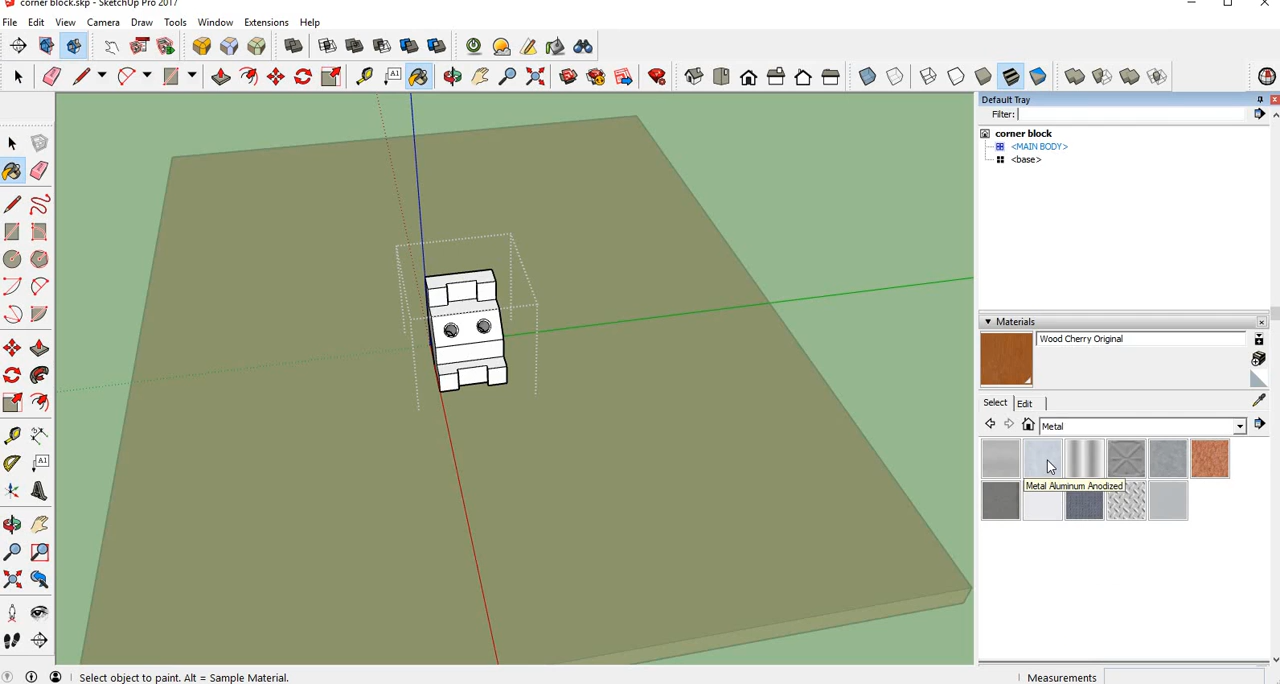 corner block.skp - SketchUp Pro 2017
File Edit View Camera Draw Tools Window Extensions Help
A1
Default Tray
Filter:
corner block
<MAIN BODY>
<base>
Materials
Wood Cherry Original
Select Edit
Metal
Metal Aluminum Anodized
A1
Select object to paint. Alt = Sample Material.
Measurements